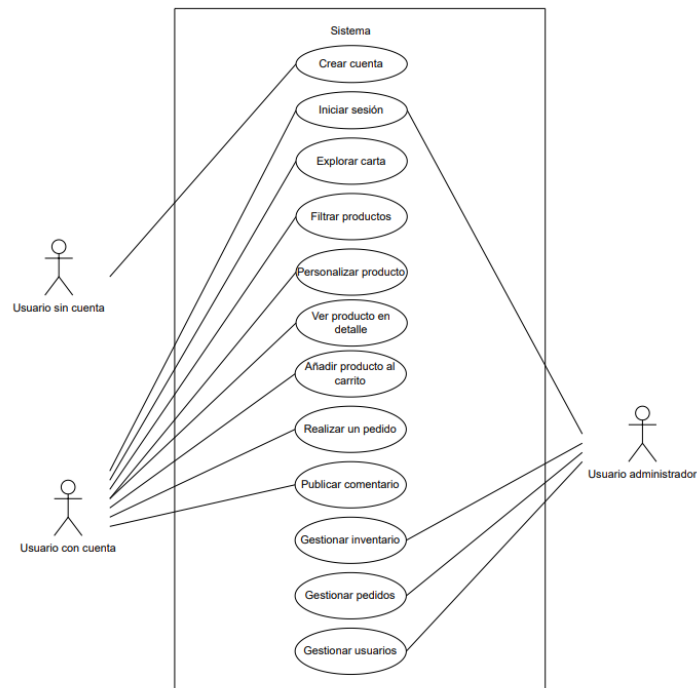 Sistema
Crear cuenta
Iniciar sesión
Explorar carta
Filtrar productos
Usuario sin cuenta
Personalizar producto
Ver producto en
detalle
Añadir producto al
carrito
Realizar un pedido
Usuario administrador
Publicar comentario
Usuario con cuenta
Gestionar inventario
Gestionar pedidos
Gestionar usuarios